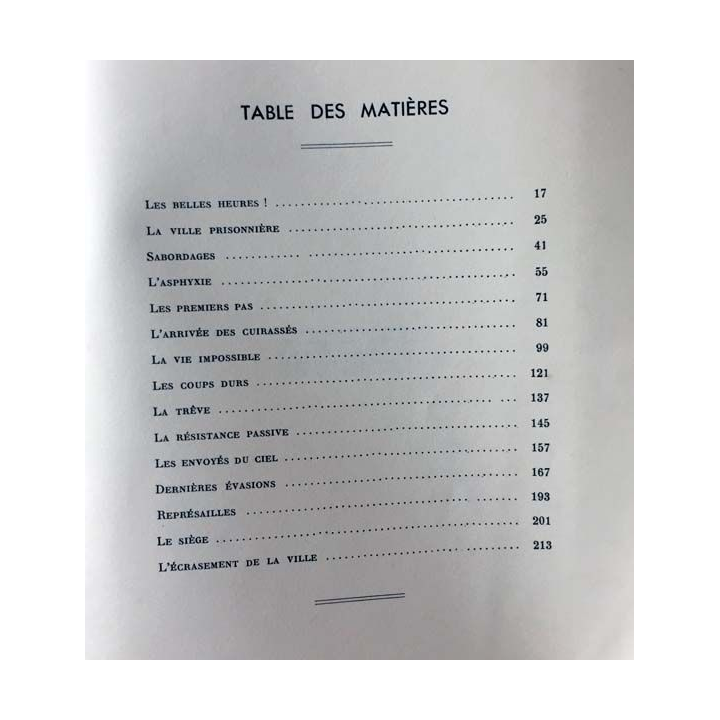 TABLE DES MATIÈRES
LES BELLES HEURES ! ........................................ 17
LA VILLE PRISONNIÈRE ........................................ 25
SABORDAGES ........................................ 41
L'ASPHYXIE ........................................ 55
LES PREMIERS PAS ........................................ 71
L'ARRIVÉE DES CUIRASSÉS ........................................ 81
LA VIE IMPOSSIBLE ........................................ 99
LES COUPS DURS ........................................ 121
LA TRÊVE ........................................ 137
LA RÉSISTANCE PASSIVE ........................................ 145
LES ENVOYÉS DU CIEL ........................................ 157
DERNIÈRES ÉVASIONS ........................................ 167
REPRÉSAILLES ........................................ 193
LE SIÈGE ........................................ 201
L'ÉCRASEMENT DE LA VILLE ........................................ 213